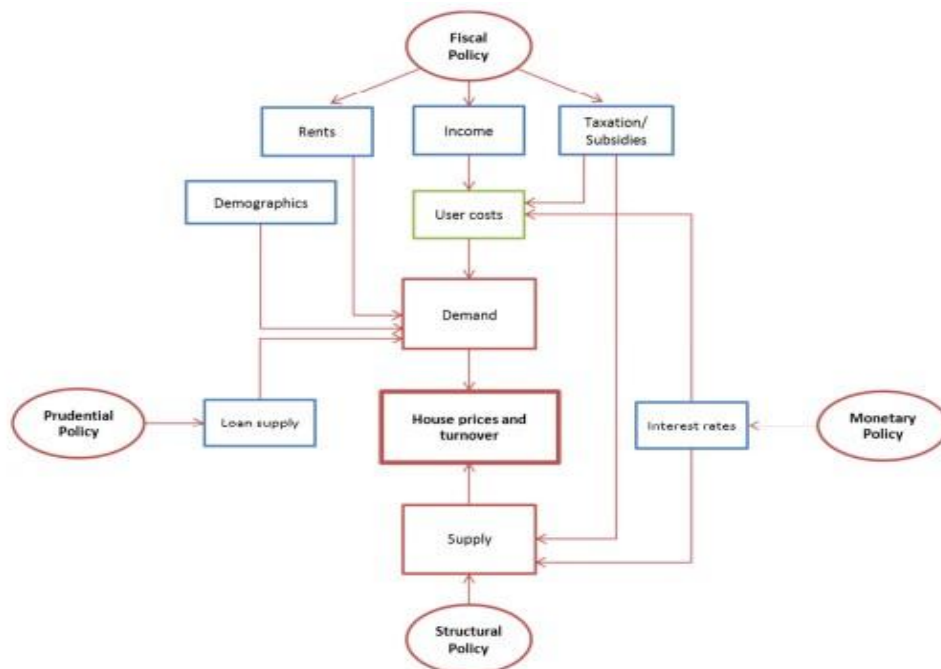 Fiscal
Policy
Rents
Income
Taxation/
Subsidies
Demographics
User costs
Demand
Prudential
Policy
Loan supply
House prices and
turnover
Interest rates
Monetary
Policy
Supply
Structural
Policy